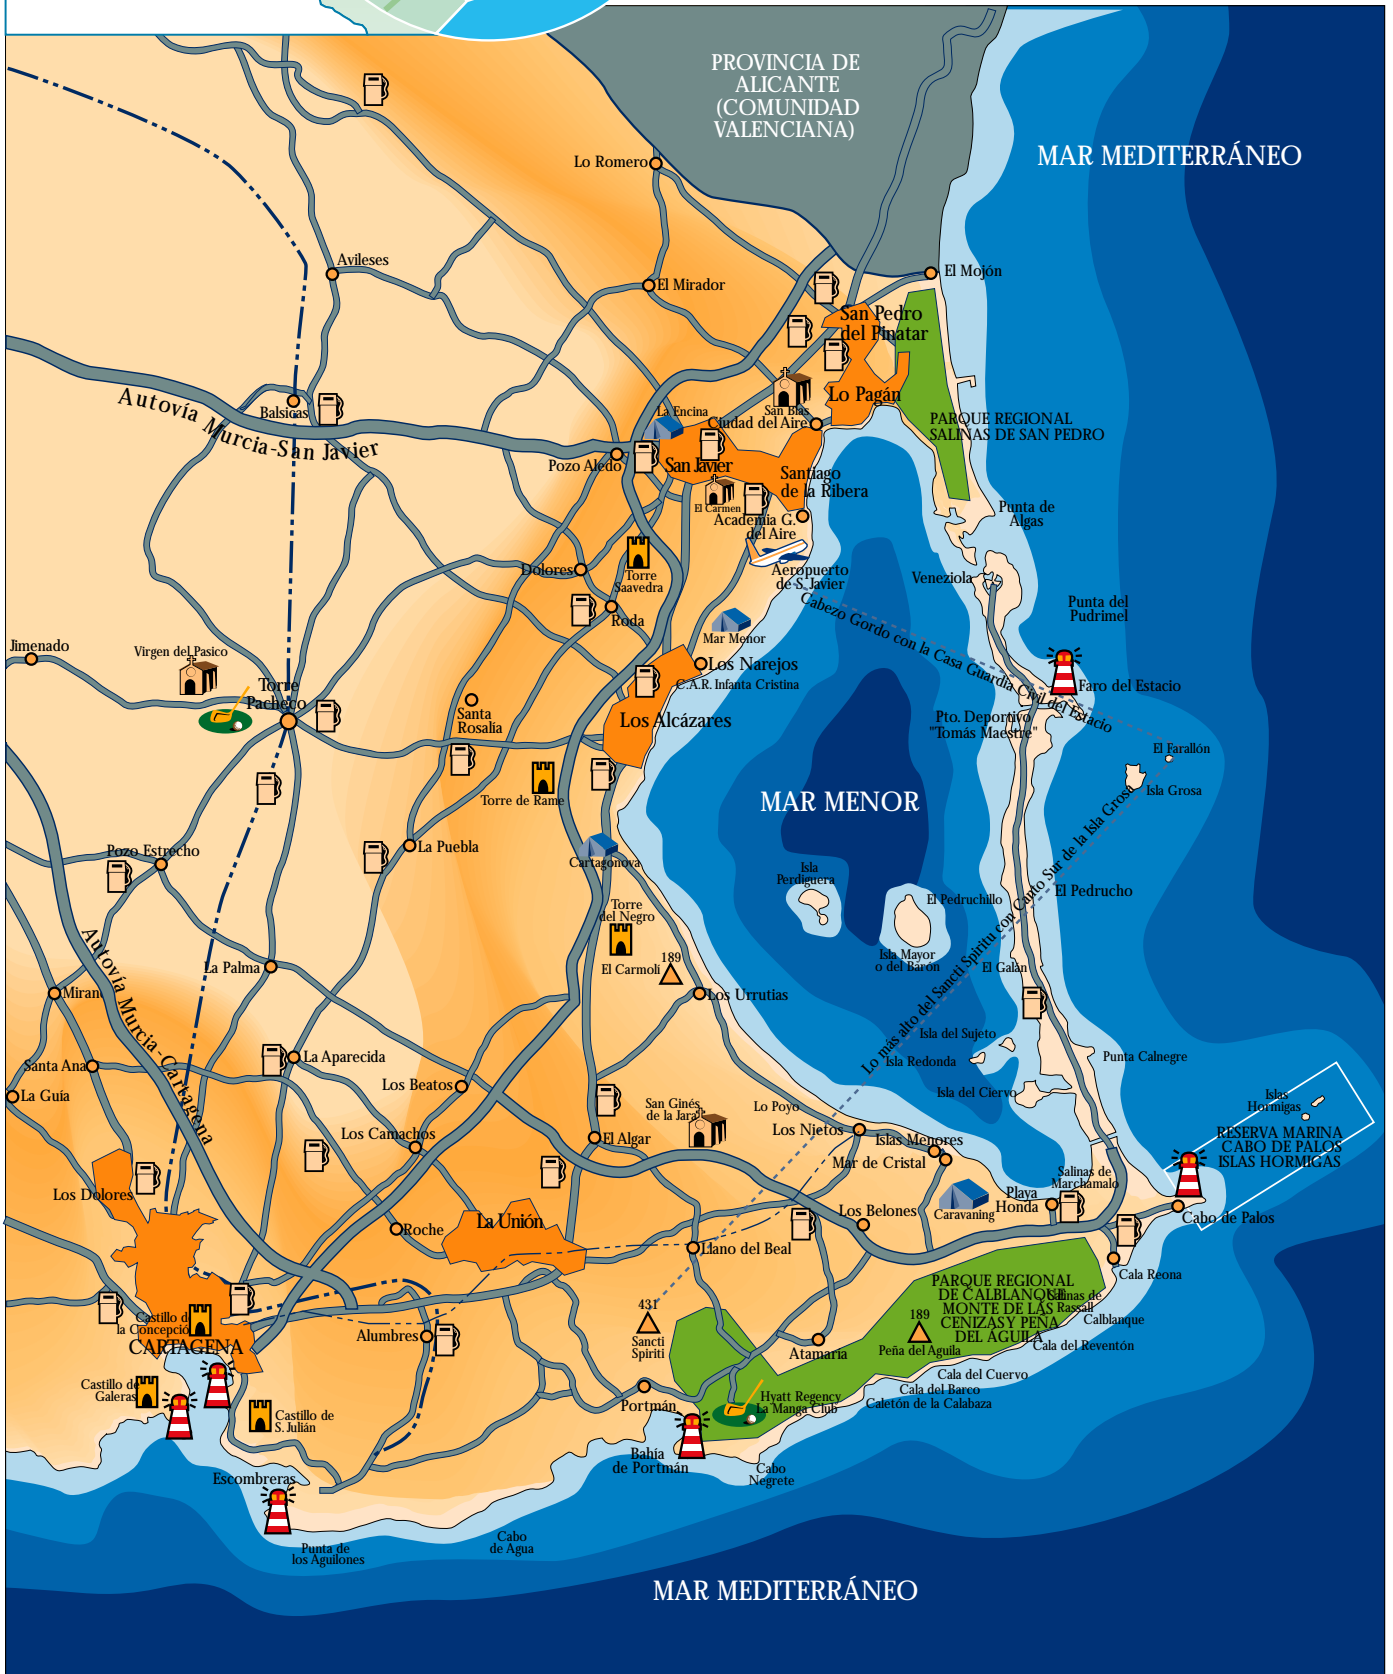 PROVINCIA DE
ALICANTE
(COMUNIDAD
VALENCIANA)
MAR MEDITERRÁNEO
Lo Romero
Avileses
El Mojón
El Mirador
San Pedro
del Pinatar
Autovía Murcia-San Javier
Balsicas
La Encina
San Blas
Lo Pagán
Ciudad del Aire
PARQUE REGIONAL
SALINAS DE SAN PEDRO
Pozo Aledo
San Javier
Santiago
de la Ribera
El Carmen
Academia G.
del Aire
Punta de
Algas
Dolores
Torre
Saavedra
Aeropuerto
de S. Javier
Veneziola
Cabezo Gordo con la Casa Guardia Civil del Estacio
Punta del
Pudrimel
Roda
Mar Menor
Jimenado
Virgen del Pasico
Los Narejos
C.A.R. Infanta Cristina
Torre
Pacheco
Faro del Estacio
Santa
Rosalía
Los Alcázares
Pto. Deportivo
"Tomás Maestre"
El Farallón
Isla Grosa
Torre de Rame
MAR MENOR
Pozo Estrecho
La Puebla
Cartagonova
Isla
Perdiguera
El Pedruchillo
El Pedrucho
Torre
del Negro
Lo más alto del Sancti Spiritu con Canto Sur de la Isla Grosa
Autovía Murcia-Cartagena
La Palma
El Carmolí
189
Isla Mayor
o del Barón
El Galán
Miran
Los Urrutias
Isla del Sujeto
Isla Redonda
Punta Calnegre
Santa Ana
La Aparecida
La Guía
Los Beatos
Isla del Ciervo
Islas
Hormigas
San Ginés
de la Jara
Lo Poyo
Los Camachos
El Algar
Los Nietos
Islas Menores
Mar de Cristal
RESERVA MARINA
CABO DE PALOS
ISLAS HORMIGAS
Salinas de
Marchamalo
Los Dolores
Playa
Honda
Caravaning
Roche
La Unión
Los Belones
Cabo de Palos
Llano del Beal
Cala Reona
PARQUE REGIONAL
DE CALBLANQUE
MONTE DE LAS
CENIZAS Y PEÑA
DEL ÁGUILA
Salinas de
Rassall
Calblanque
431
Sancti
Spiriti
189
Peña del Aguila
Cala del Reventón
Castillo de
la Concepción
CARTAGENA
Alumbres
Atamaria
Cala del Cuervo
Cala del Barco
Caletón de la Calabaza
Castillo de
Galeras
Castillo de
S. Julián
Portmán
Hyatt Regency
La Manga Club
Bahía
de Portmán
Cabo
Negrete
Escombreras
Cabo
de Agua
Punta de
los Aguilones
MAR MEDITERRÁNEO